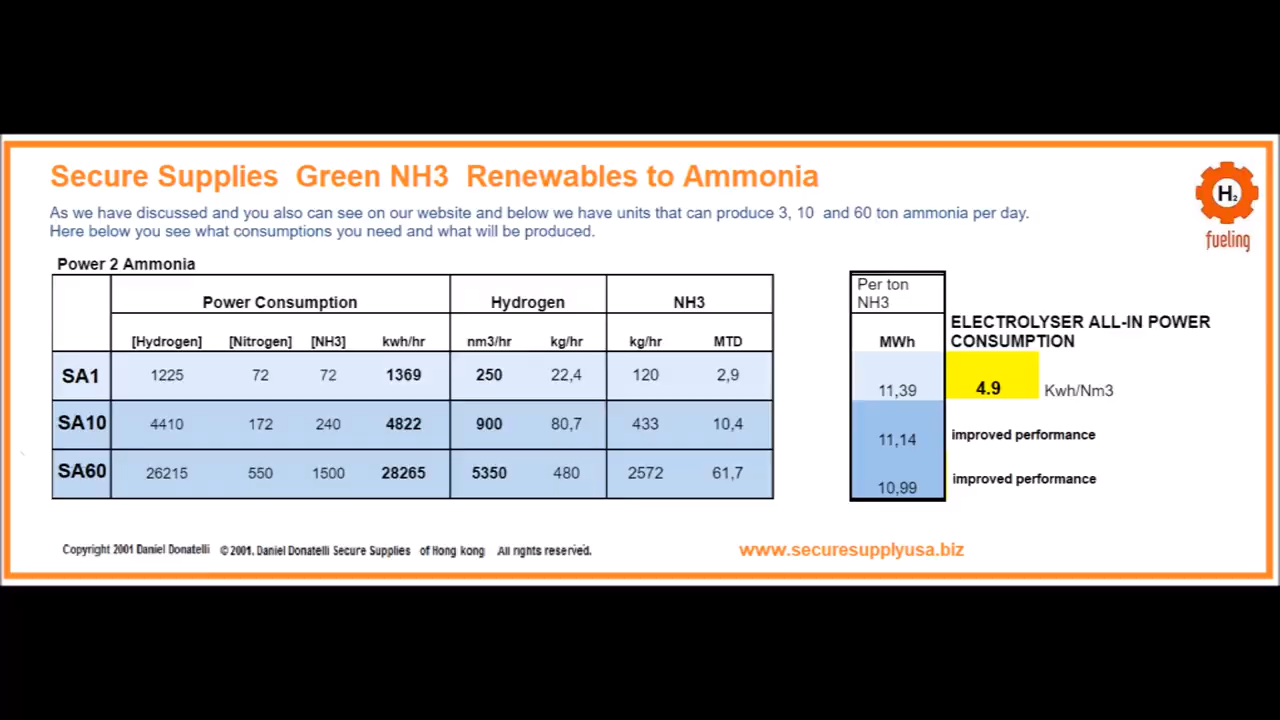 Secure Supplies Green NH3 Renewables to Ammonia
H2
fueling
As we have discussed and you also can see on our website and below we have units that can produce 3, 10 and 60 ton ammonia per day.
Here below you see what consumptions you need and what will be produced.
Power 2 Ammonia
Power Consumption Hydrogen NH3
[Hydrogen] [Nitrogen] [NH3] kwh/hr nm3/hr kg/hr kg/hr MTD
SA1 1225 72 72 1369 250 22,4 120 2,9
SA10 4410 172 240 4822 900 80,7 433 10,4
SA60 26215 550 1500 28265 5350 480 2572 61,7
Per ton
NH3
MWh
11,39
11,14
10,99
ELECTROLYSER ALL-IN POWER
CONSUMPTION
4.9 Kwh/Nm3
improved performance
improved performance
Copyright 2001 Daniel Donatelli © 2001, Daniel Donatelli Secure Supplies of Hong kong All rights reserved.
www.securesupplyusa.biz